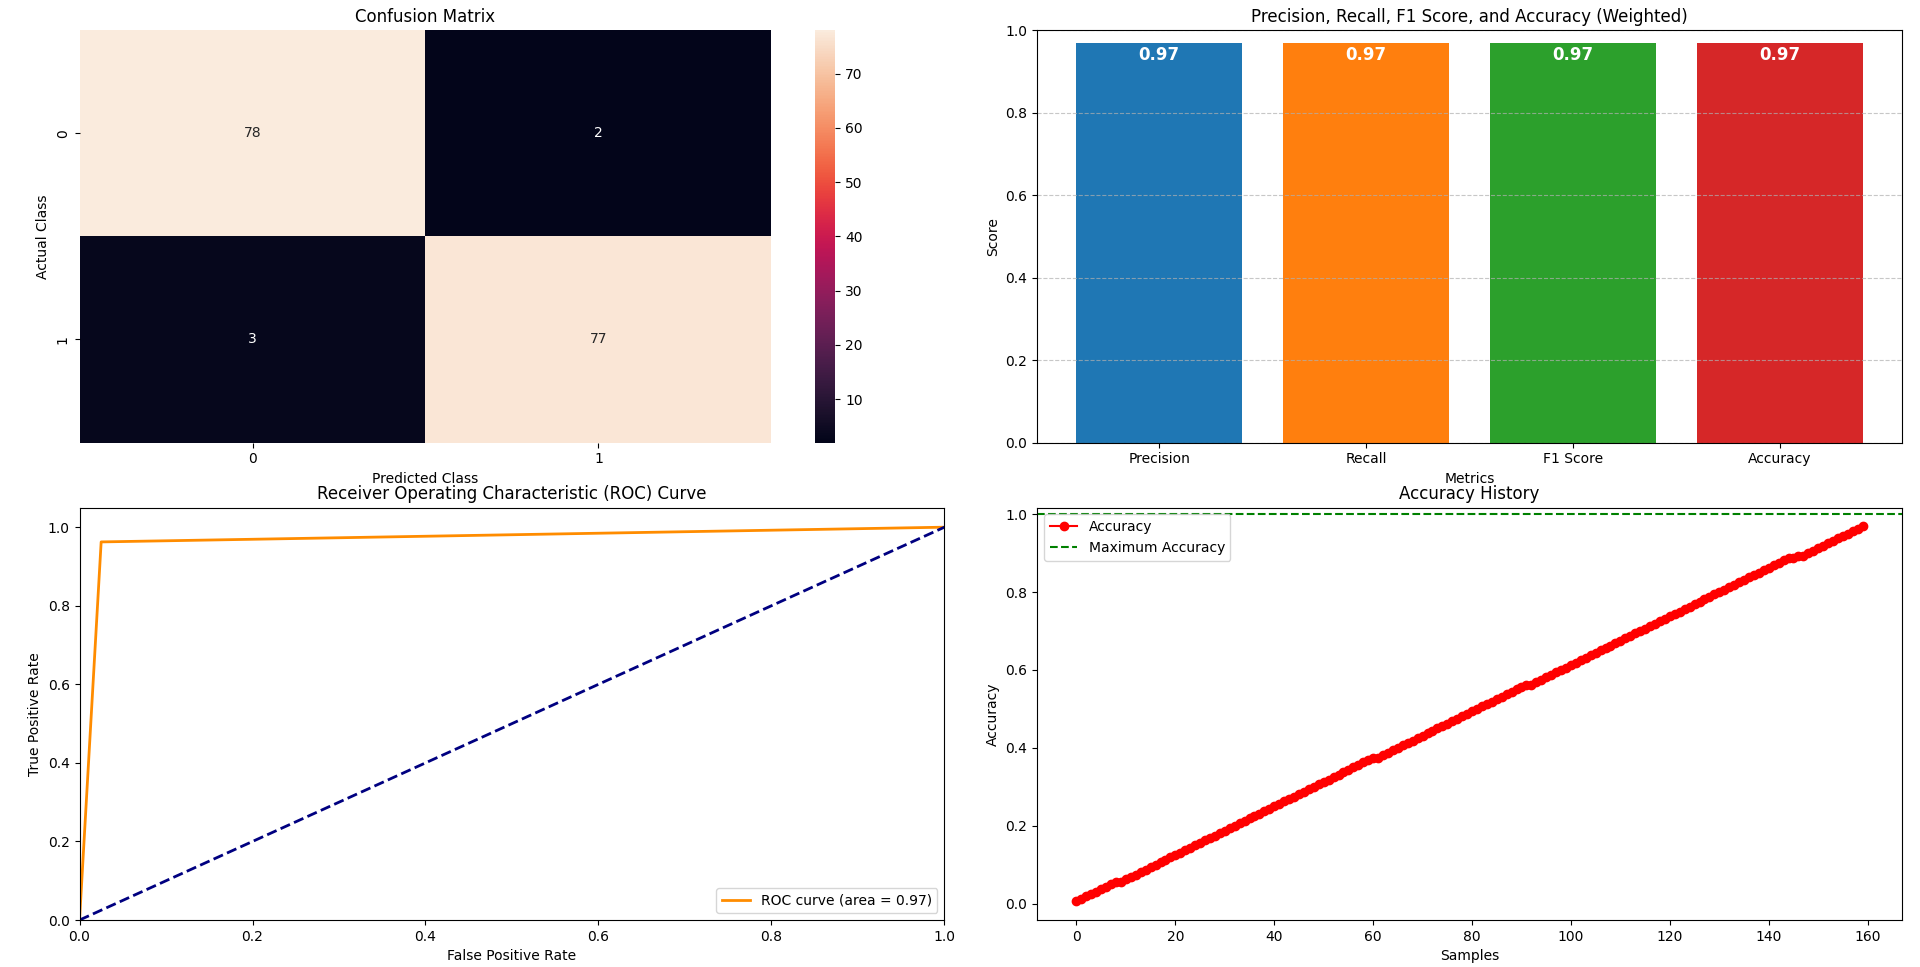 Confusion Matrix
0
1
Actual Class
78
2
3
77
0
1
Predicted Class
70
60
50
40
30
20
10
Precision, Recall, F1 Score, and Accuracy (Weighted)
1.0
0.8
0.6
0.4
0.2
0.0
Score
0.97
0.97
0.97
0.97
Precision
Recall
F1 Score
Accuracy
Metrics
Receiver Operating Characteristic (ROC) Curve
1.0
0.8
0.6
0.4
0.2
0.0
True Positive Rate
ROC curve (area = 0.97)
0.0
0.2
0.4
0.6
0.8
1.0
False Positive Rate
Accuracy History
1.0
0.8
0.6
0.4
0.2
0.0
Accuracy
Accuracy
Maximum Accuracy
0
20
40
60
80
100
120
140
160
Samples